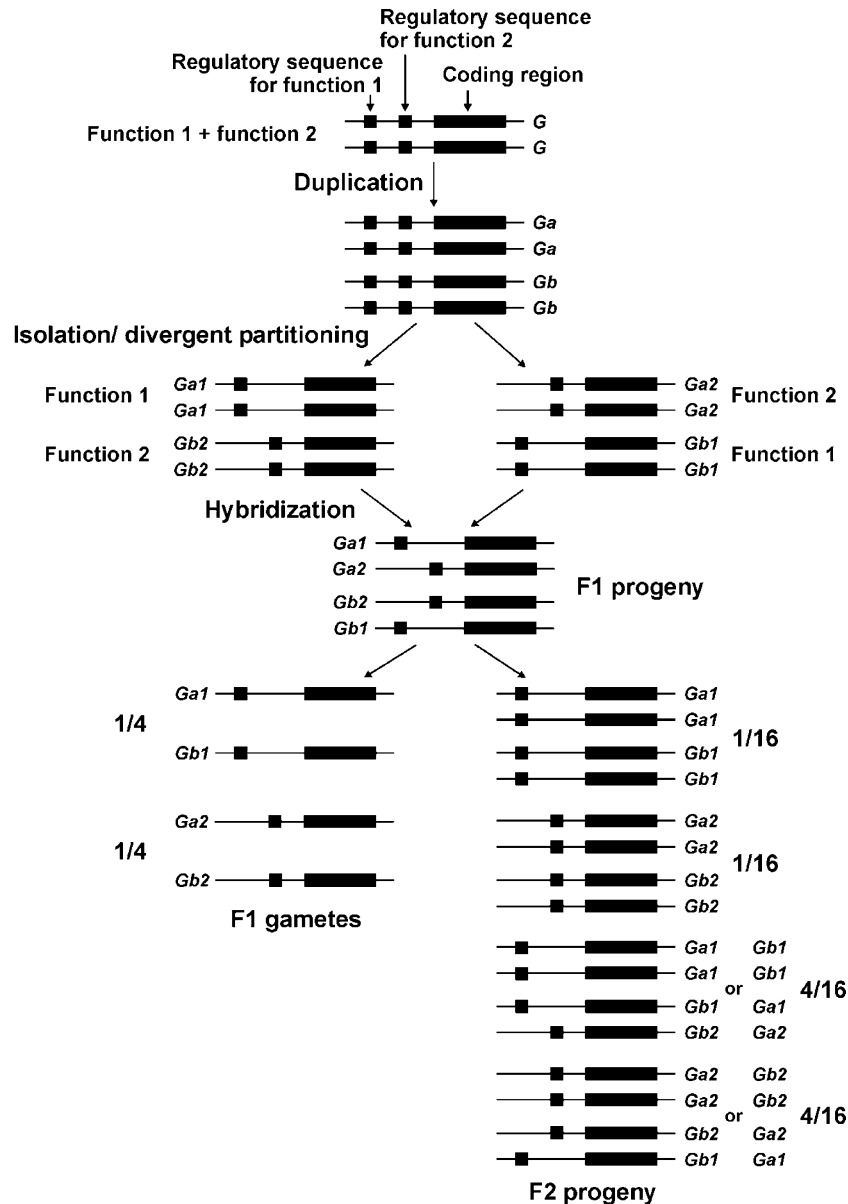 Regulatory sequence
for function 2
Regulatory sequence
for function 1
Coding region
Function 1 + function 2
G
G
Duplication
Ga
Ga
Gb
Gb
Isolation/ divergent partitioning
Function 1
Ga1
Ga1
Function 2
Gb2
Gb2
Ga2
Ga2
Function 2
Gb1
Gb1
Function 1
Hybridization
Ga1
Ga2
Gb2
Gb1
F1 progeny
1/4
Ga1
Gb1
1/4
Ga2
Gb2
F1 gametes
Ga1
Ga1
Gb1
Gb1
1/16
Ga2
Ga2
Gb2
Gb2
1/16
Ga1 Gb1
Ga1 Gb1
or 4/16
Gb1 Ga1
Gb2 Ga2
Ga2 Gb2
Ga2 Gb2
or 4/16
Gb2 Ga2
Gb1 Ga1
F2 progeny